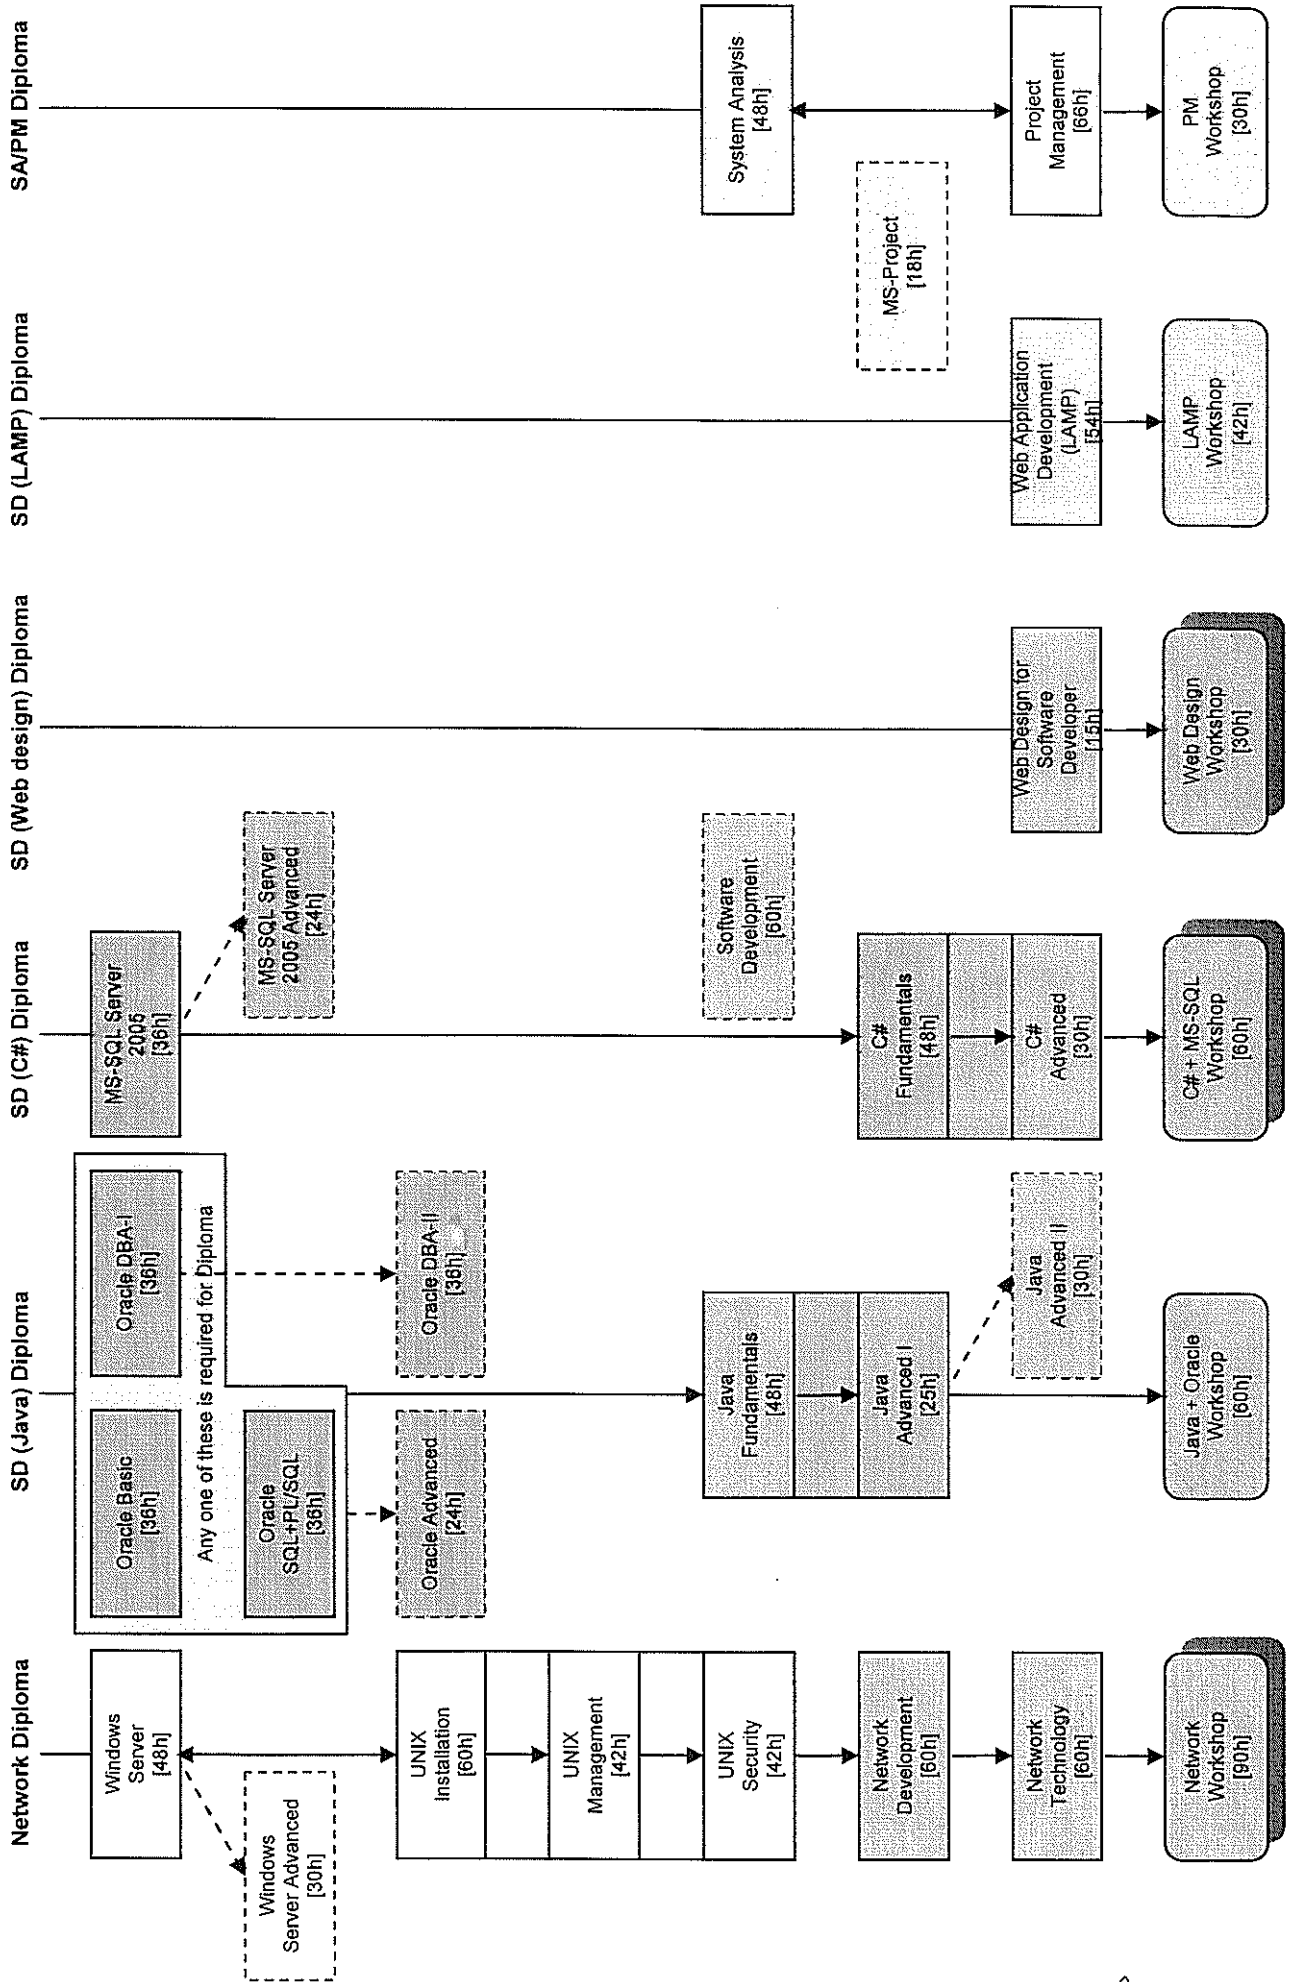 Network Diploma
Windows
Server
[48h]
Windows
Server Advanced
[30h]
UNIX
Installation
[60h]
UNIX
Management
[42h]
UNIX
Security
[42h]
Network
Development
[60h]
Network
Technology
[60h]
Network
Workshop
[90h]
SD (Java) Diploma
Oracle Basic
[36h]
Oracle DBA-I
[36h]
Any one of these is required for Diploma
Oracle
SQL+PL/SQL
[36h]
Oracle Advanced
[24h]
Oracle DBA-II
[36h]
Java
Fundamentals
[48h]
Java
Advanced I
[25h]
Java
Advanced II
[30h]
Java + Oracle
Workshop
[60h]
SD (C#) Diploma
MS-SQL Server
2005
[36h]
MS-SQL Server
2005 Advanced
[24h]
Software
Development
[60h]
C#
Fundamentals
[48h]
C#
Advanced
[30h]
C# + MS-SQL
Workshop
[60h]
SD (Web design) Diploma
Web Design for
Software
Developer
[15h]
Web Design
Workshop
[30h]
SD (LAMP) Diploma
Web Application
Development
(LAMP)
[54h]
LAMP
Workshop
[42h]
SA/PM Diploma
System Analysis
[48h]
MS-Project
[18h]
Project
Management
[66h]
PM
Workshop
[30h]